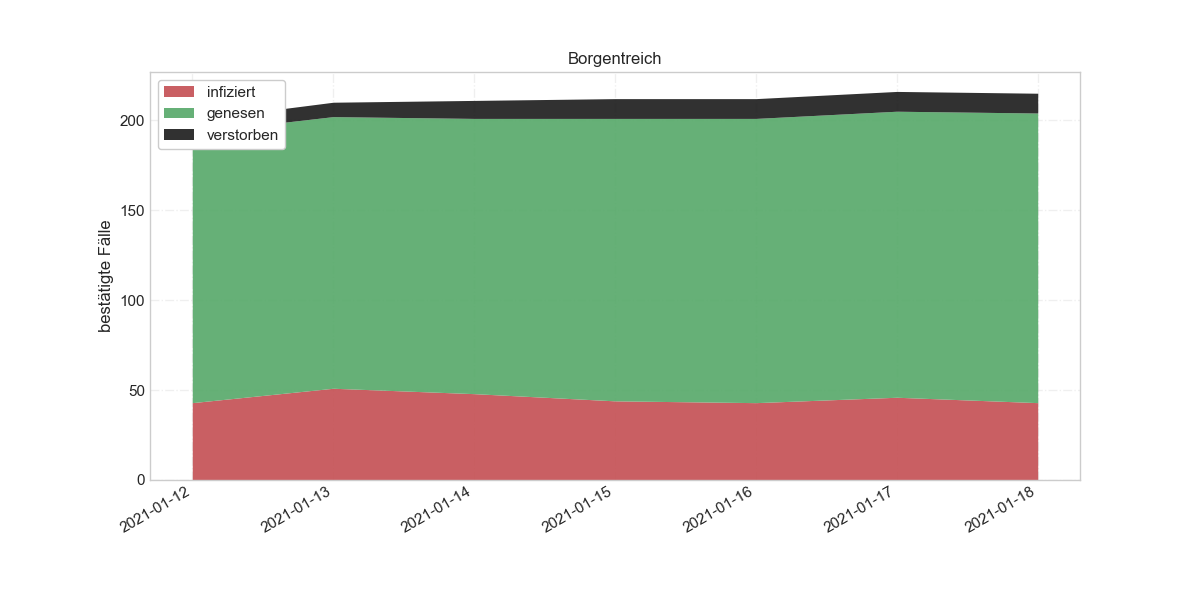 Borgentreich
infiziert
genesen
verstorben
bestätigte Fälle
200
150
100
50
0
2021-01-12
2021-01-13
2021-01-14
2021-01-15
2021-01-16
2021-01-17
2021-01-18